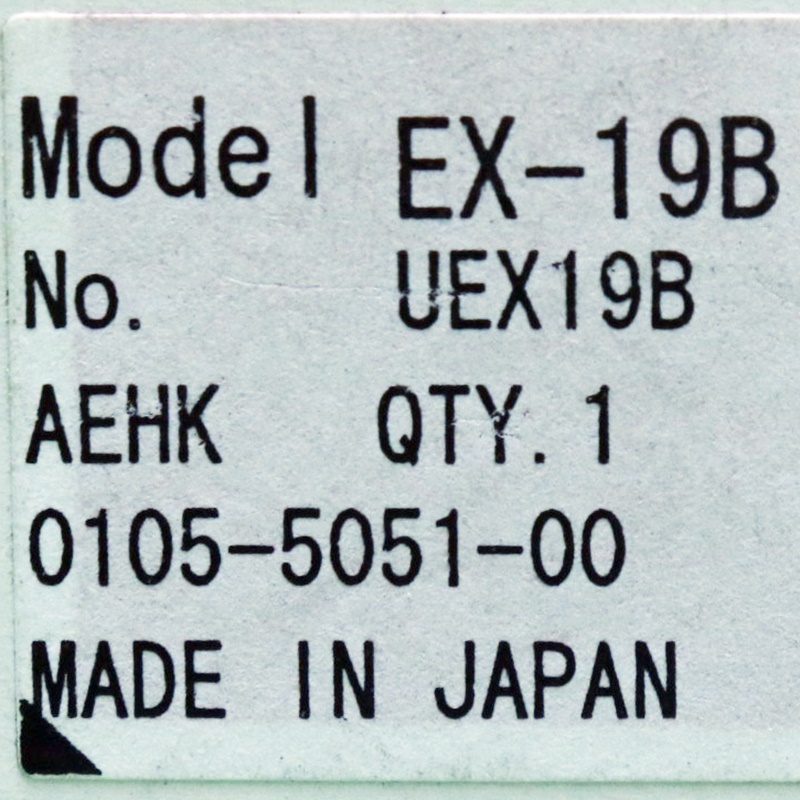 Model EX-19B
No. UEX19B
AEHK QTY. 1
0105-5051-00
MADE IN JAPAN